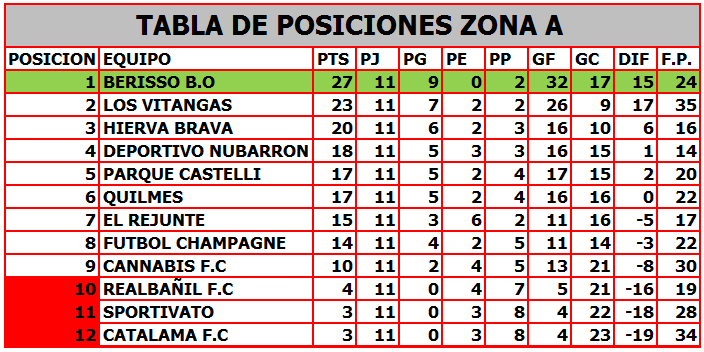 TABLA DE POSICIONES ZONA A
POSICION EQUIPO PTS PJ PG PE PP GF GC DIF F.P.
1 BERISSO B.O 27 11 9 0 2 32 17 15 24
2 LOS VITANGAS 23 11 7 2 2 26 9 17 35
3 HIERVA BRAVA 20 11 6 2 3 16 10 6 16
4 DEPORTIVO NUBARRON 18 11 5 3 3 16 15 1 14
5 PARQUE CASTELLI 17 11 5 2 4 17 15 2 20
6 QUILMES 17 11 5 2 4 16 16 0 22
7 EL REJUNTE 15 11 3 6 2 11 16 -5 17
8 FUTBOL CHAMPAGNE 14 11 4 2 5 11 14 -3 22
9 CANNABIS F.C 10 11 2 4 5 13 21 -8 30
10 REALBAÑIL F.C 4 11 0 4 7 5 21 -16 19
11 SPORTIVATO 3 11 0 3 8 4 22 -18 28
12 CATALAMA F.C 3 11 0 3 8 4 23 -19 34